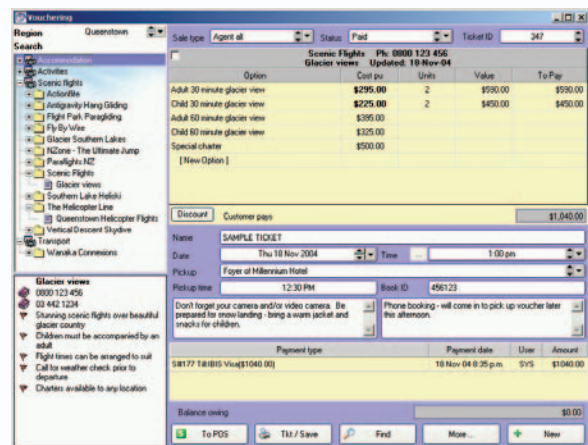 Vouchering
Region Queenstown
Search
Accommodation
Activities
Scenic flights
Actionflite
Antigravity Hang Gliding
Flight Park Paragliding
Fly By Wire
Glacier Southern Lakes
NZone - The Ultimate Jump
Paraflights NZ
Scenic Flights
Glacier views
Southern Lake Heliski
The Helicopter Line
Queenstown Helicopter Flights
Vertical Descent Skydive
Transport
Wanaka Connexions
Glacier views
0800 123 456
03 442 1234
Stunning scenic flights over beautiful
glacier country
Children must be accompanied by an
adult
Flight times can be arranged to suit
Call for weather check prior to
departure
Charters available to any location
Sale type Agent all Status Paid Ticket ID 347
Scenic Flights Ph: 0800 123 456
Glacier views Updated: 18-Nov-04
Option Cost pu Units Value To Pay
Adult 30 minute glacier view $295.00 2 $590.00 $590.00
Child 30 minute glacier view $225.00 2 $450.00 $450.00
Adult 60 minute glacier view $395.00
Child 60 minute glacier view $325.00
Special charter $500.00
[ New Option ]
Discount Customer pays $1,040.00
Name SAMPLE TICKET
Date Thu 18 Nov 2004 Time ... 1:00 pm
Pickup Foyer of Millennium Hotel
Pickup time 12:30 PM Book ID 456123
Don't forget your camera and/or video camera. Be
prepared for snow landing - bring a warm jacket and
snacks for children.
Phone booking - will come in to pick up voucher later
this afternoon.
Payment type Payment date User Amount
S#177 T#IBIS Visa($1040.00) 18 Nov 04 8:35 p.m. SYS $1040.00
Balance owing $0.00
To POS Tkt / Save Find More... New